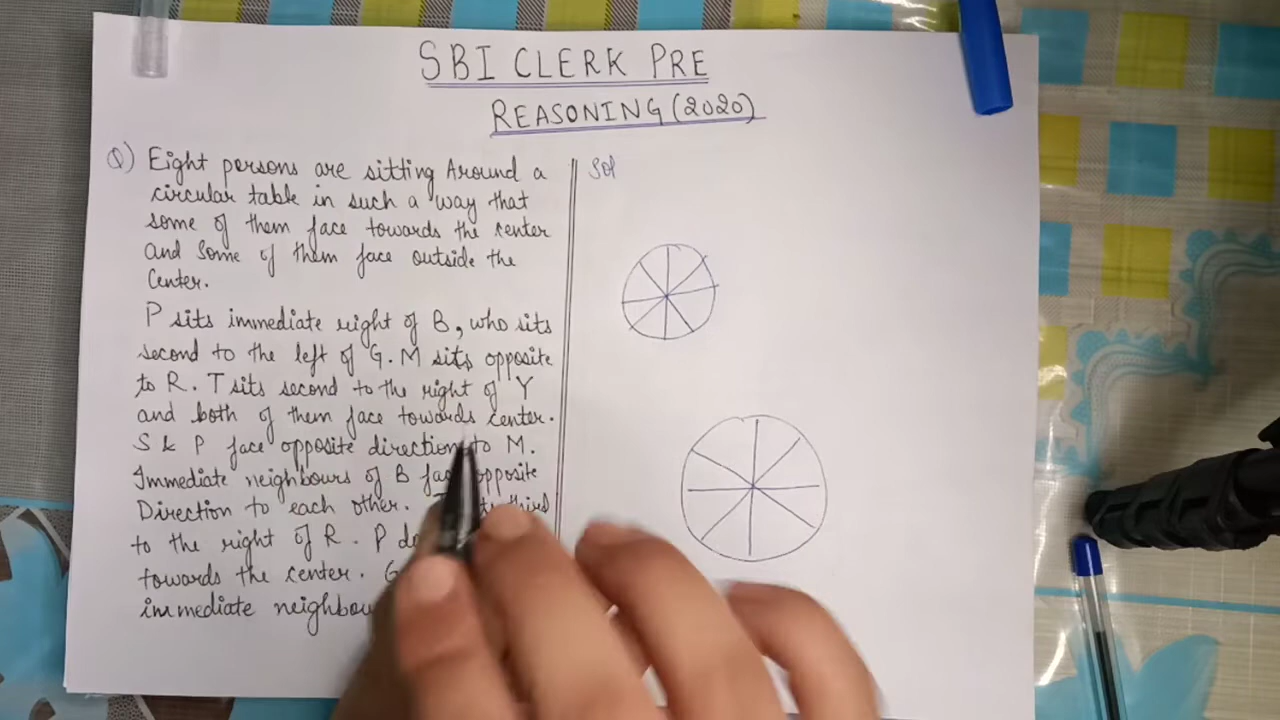 SBI CLERK PRE
REASONING (2020)
Q) Eight persons are sitting Around a
circular table in such a way that
some of them face towards the center
and some of them face outside the
Center.
P sits immediate right of B, who sits
second to the left of G. M sits opposite
to R. T sits second to the right of Y
and both of them face towards center.
S & P face opposite direction to M.
Immediate neighbours of B opposite
Direction to each other. third
to the right of R. P
towards the center.
immediate
Sol